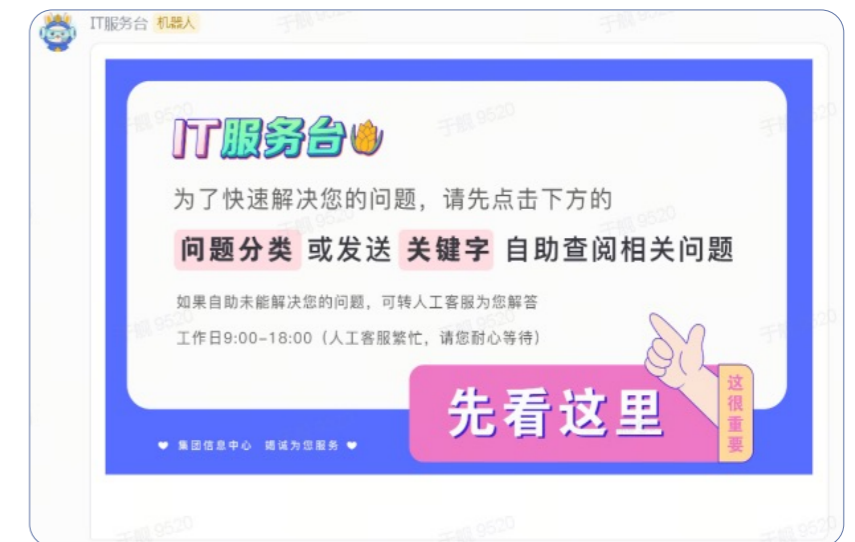 IT服务台 机器人
IT服务台
为了快速解决您的问题，请先点击下方的
问题分类 或发送 关键字 自助查阅相关问题
如果自助未能解决您的问题，可转人工客服为您解答
工作日9:00-18:00（人工客服繁忙，请您耐心等待）
先看这里
这很重要
集团信息中心 竭诚为您服务